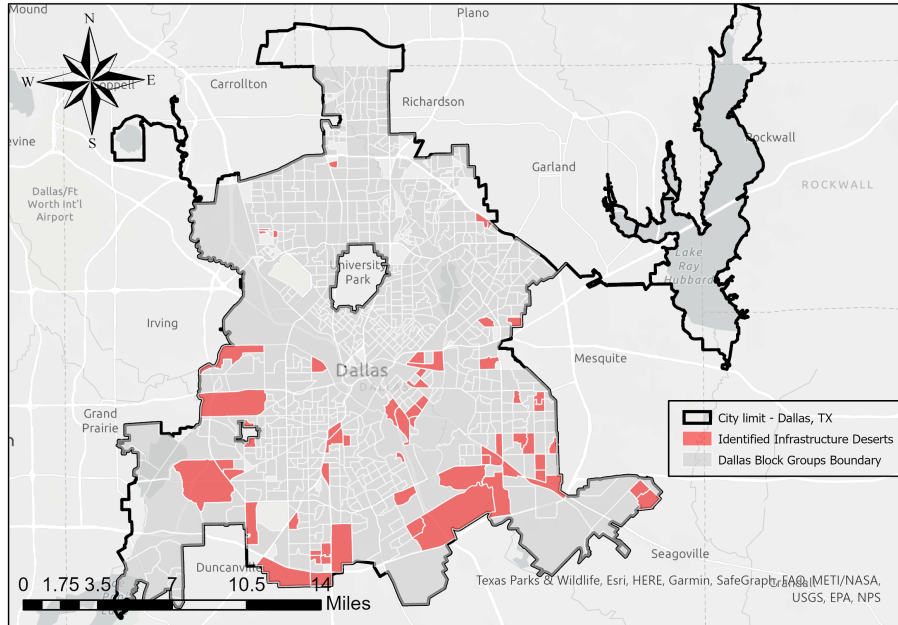 Mound
Plano
N
W
E
S
Coppell
Carrollton
Richardson
evine
Rockwall
Garland
Dallas/Ft
Worth Int'l
Airport
ROCKWALL
University
Park
Lake
Ray
Hubbard
Irving
Mesquite
Dallas
Grand
Prairie
City limit - Dallas, TX
Identified Infrastructure Deserts
Dallas Block Groups Boundary
Seagoville
Duncanville
0 1.75 3.5 7 10.5 14
Miles
Texas Parks & Wildlife, Esri, HERE, Garmin, SafeGraph, FAO, METI/NASA,
USGS, EPA, NPS
Crandall